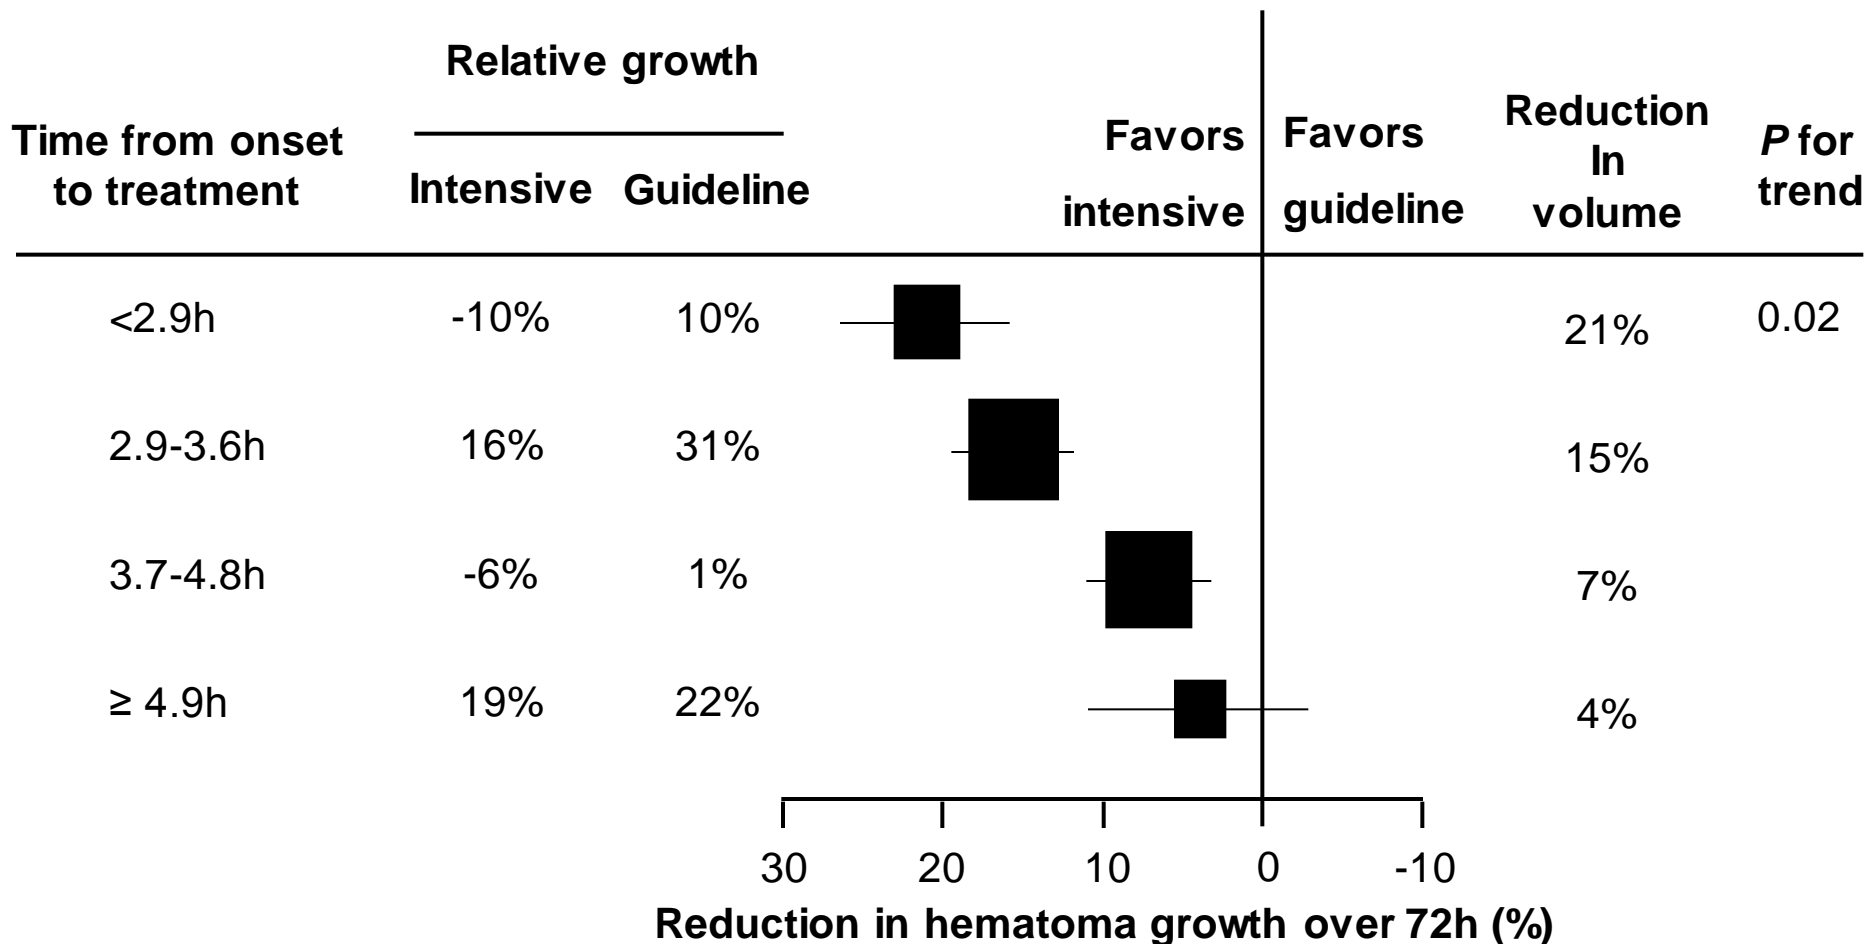 Relative growth
Time from onset
to treatment
Intensive Guideline
Favors
intensive
Favors
guideline
Reduction
In
volume
P for
trend
<2.9h -10% 10% 21% 0.02
2.9-3.6h 16% 31% 15%
3.7-4.8h -6% 1% 7%
≥ 4.9h 19% 22% 4%
30 20 10 0 -10
Reduction in hematoma growth over 72h (%)